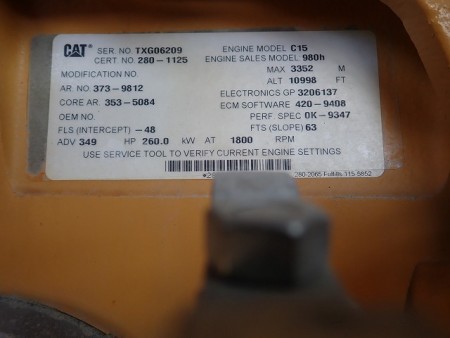 CAT® SER. NO TXG06209 ENGINE MODEL C15
CERT. NO. 280-1125 ENGINE SALES MODEL 980h
MODIFICATION NO MAX 3352 M
ALT 10998 FT
AR. NO. 373-9812 ELECTRONICS GP 3206137
CORE AR. 353-5084 ECM SOFTWARE 420-9408
OEM NO. PERF. SPEC 0K-9347
FLS (INTERCEPT) -48 FTS (SLOPE) 63
ADV 349 HP 260.0 kW AT 1800 RPM
USE SERVICE TOOL TO VERIFY CURRENT ENGINE SETTINGS